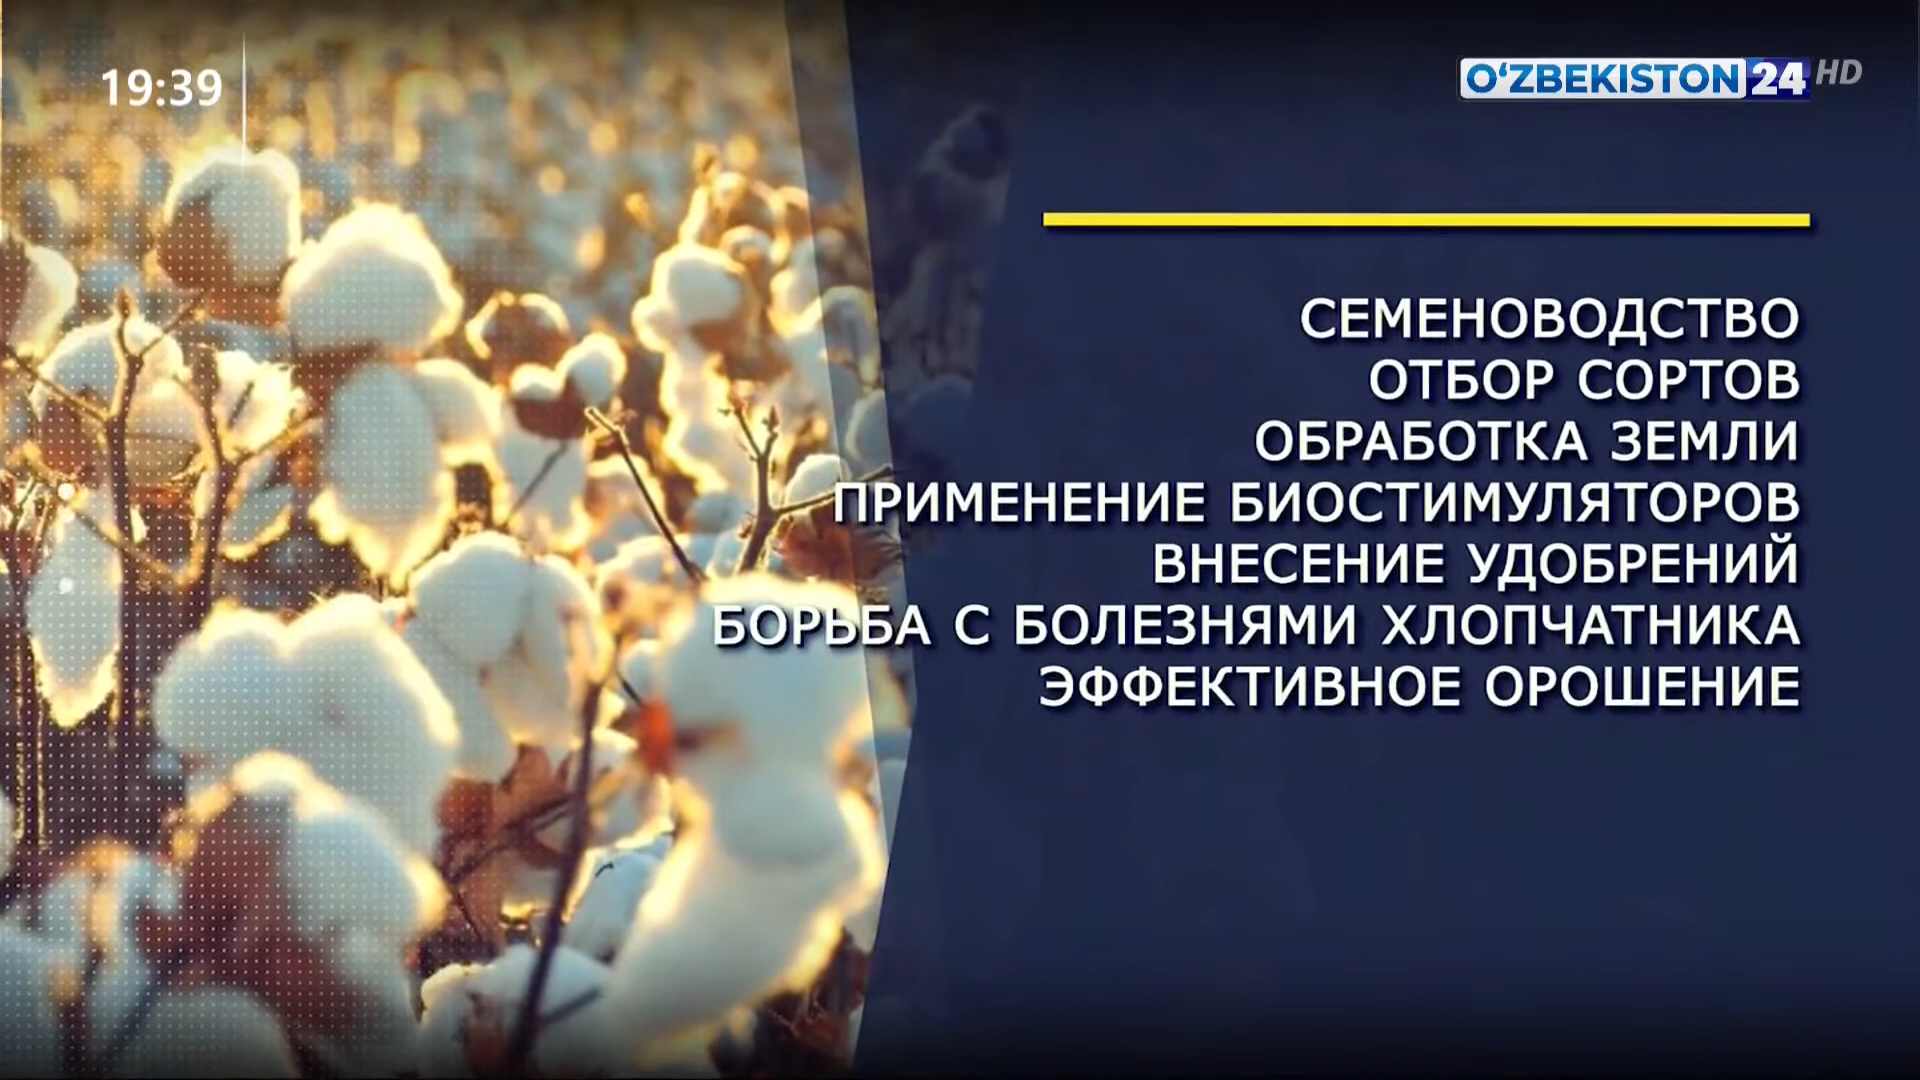 19:39
O‘ZBEKISTON 24 HD
СЕМЕНОВОДСТВО
ОТБОР СОРТОВ
ОБРАБОТКА ЗЕМЛИ
ПРИМЕНЕНИЕ БИОСТИМУЛЯТОРОВ
ВНЕСЕНИЕ УДОБРЕНИЙ
БОРЬБА С БОЛЕЗНЯМИ ХЛОПЧАТНИКА
ЭФФЕКТИВНОЕ ОРОШЕНИЕ